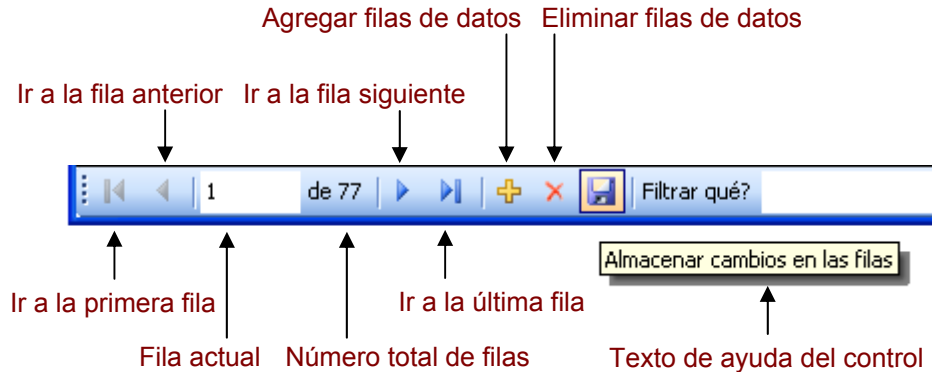 Agregar filas de datos Eliminar filas de datos
Ir a la fila anterior Ir a la fila siguiente
1 de 77 Filtrar qué?
Almacenar cambios en las filas
Ir a la primera fila Ir a la última fila
Fila actual Número total de filas Texto de ayuda del control